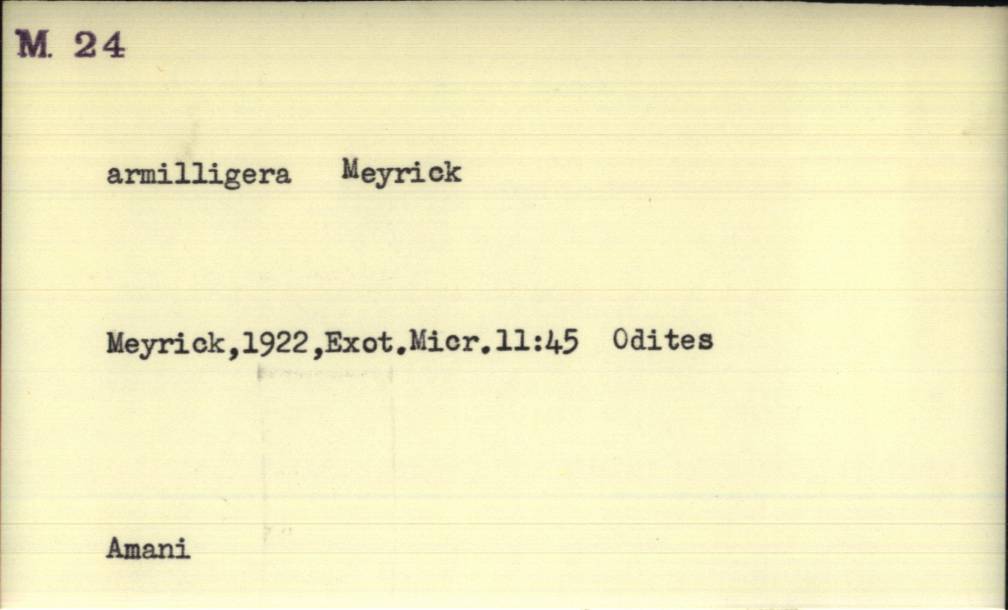 M. 24
armilligera Meyrick
Meyrick,1922,Exot.Micr.11:45 Odites
Amani